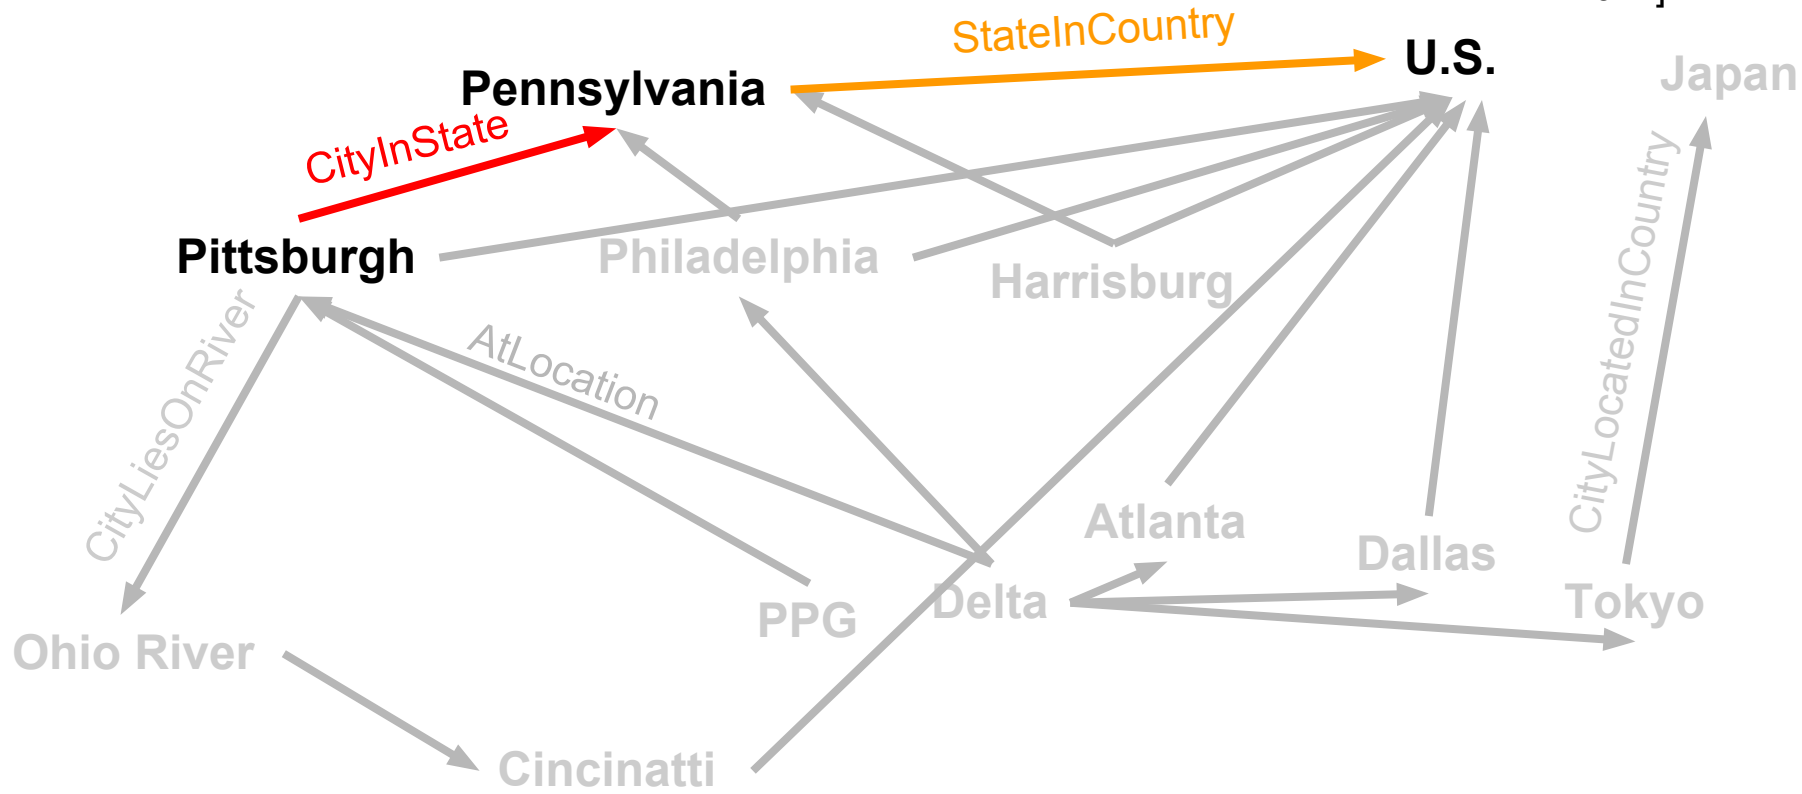 StateInCountry
U.S.
Japan
Pennsylvania
CityInState
Pittsburgh
Philadelphia
Harrisburg
CityLocatedInCountry
CityLiesOnRiver
AtLocation
Atlanta
Dallas
Tokyo
Delta
PPG
Ohio River
Cincinatti